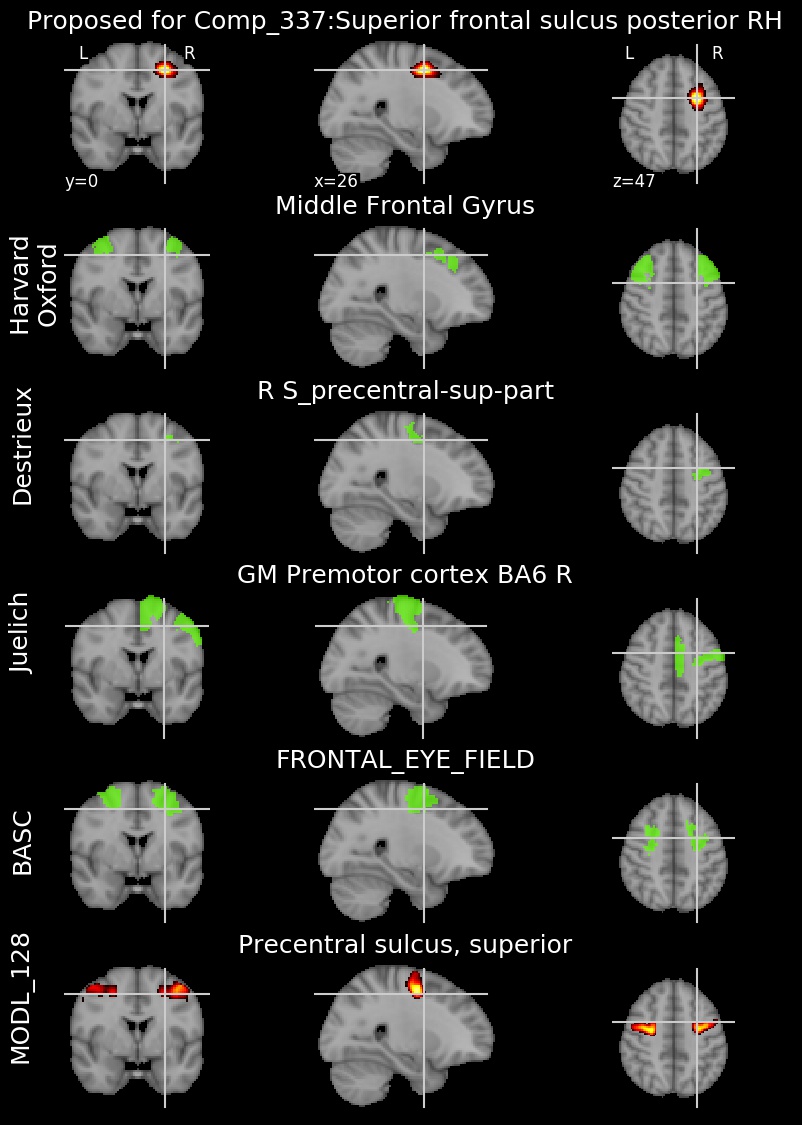 Proposed for Comp_337:Superior frontal sulcus posterior RH
L R L R
y=0 x=26 z=47
Middle Frontal Gyrus
Harvard
Oxford
R S_precentral-sup-part
Destrieux
GM Premotor cortex BA6 R
Juelich
FRONTAL_EYE_FIELD
BASC
Precentral sulcus, superior
MODL_128